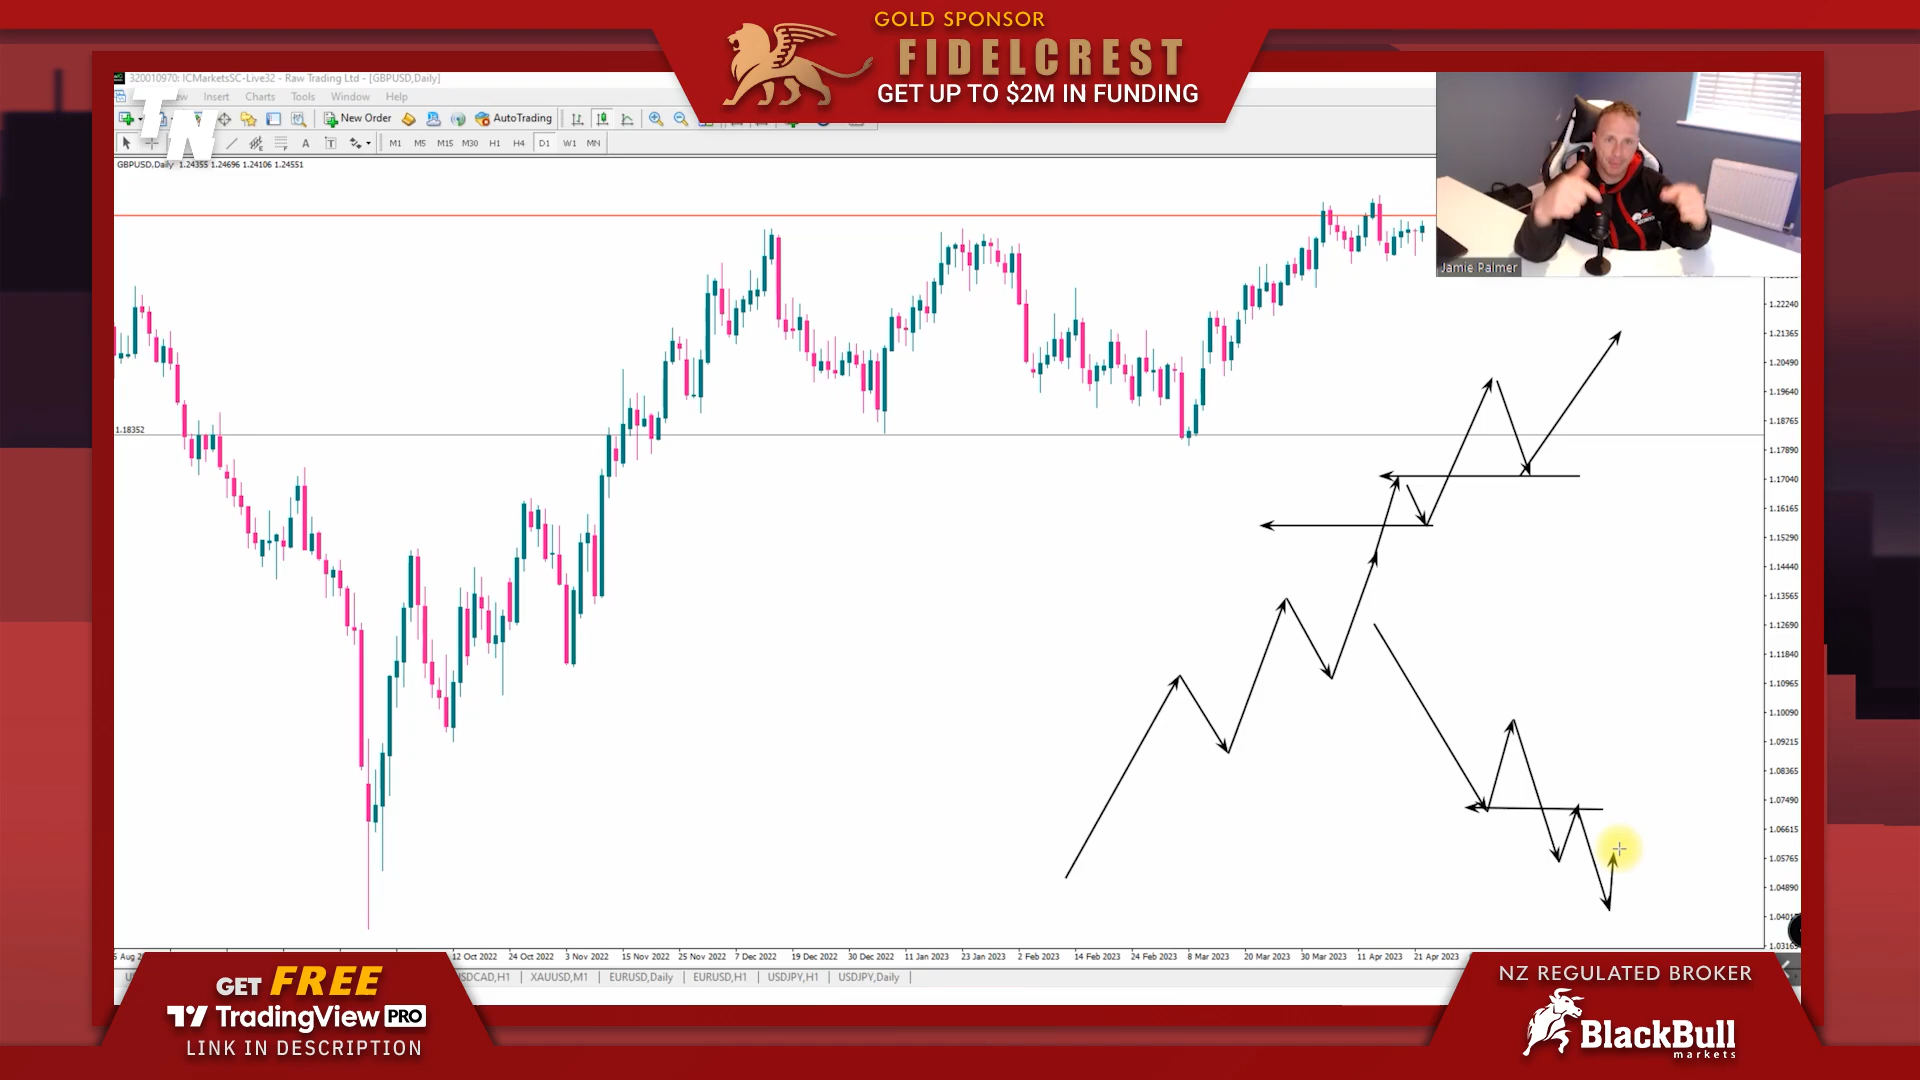 GOLD SPONSOR
FIDELCREST
GET UP TO $2M IN FUNDING
320010970: ICMarketsSC-Live32 - Raw Trading Ltd - [GBPUSD,Daily]
Insert Charts Tools Window Help
TN
New Order AutoTrading
A T M1 M5 M15 M30 H1 H4 D1 W1 MN
GBPUSD,Daily 1.24355 1.24696 1.24106 1.24551
Jamie Palmer
1.22240
1.21365
1.20490
1.19640
1.18765
1.18352
1.17890
1.17040
1.16165
1.15290
1.14440
1.13565
1.12690
1.11840
1.10965
1.10090
1.09215
1.08365
1.07490
1.06615
1.05765
1.04890
1.03165
12 Oct 2022 24 Oct 2022 3 Nov 2022 15 Nov 2022 25 Nov 2022 7 Dec 2022 19 Dec 2022 30 Dec 2022 11 Jan 2023 23 Jan 2023 2 Feb 2023 14 Feb 2023 24 Feb 2023 8 Mar 2023 20 Mar 2023 30 Mar 2023 11 Apr 2023 21 Apr 2023
XAUUSD,M1 EURUSD,Daily EURUSD,H1 USDJPY,H1 USDJPY,Daily
GET FREE
TradingView PRO
LINK IN DESCRIPTION
NZ REGULATED BROKER
BlackBull
markets